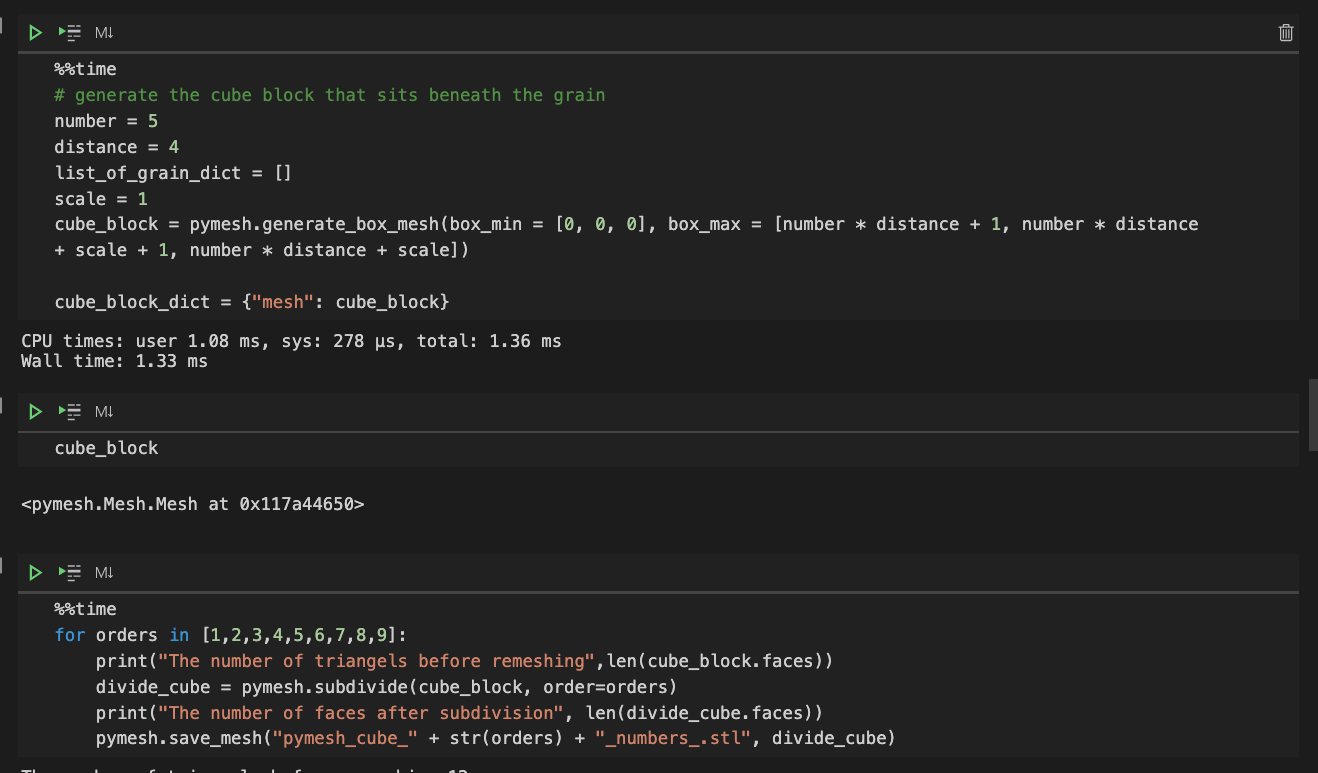 M↓
%%time
# generate the cube block that sits beneath the grain
number = 5
distance = 4
list_of_grain_dict = []
scale = 1
cube_block = pymesh.generate_box_mesh(box_min = [0, 0, 0], box_max = [number * distance + 1, number * distance
+ scale + 1, number * distance + scale])
cube_block_dict = {"mesh": cube_block}
CPU times: user 1.08 ms, sys: 278 µs, total: 1.36 ms
Wall time: 1.33 ms
M↓
cube_block
<pymesh.Mesh.Mesh at 0x117a44650>
M↓
%%time
for orders in [1,2,3,4,5,6,7,8,9]:
    print("The number of triangels before remeshing",len(cube_block.faces))
    divide_cube = pymesh.subdivide(cube_block, order=orders)
    print("The number of faces after subdivision", len(divide_cube.faces))
    pymesh.save_mesh("pymesh_cube_" + str(orders) + "_numbers_.stl", divide_cube)